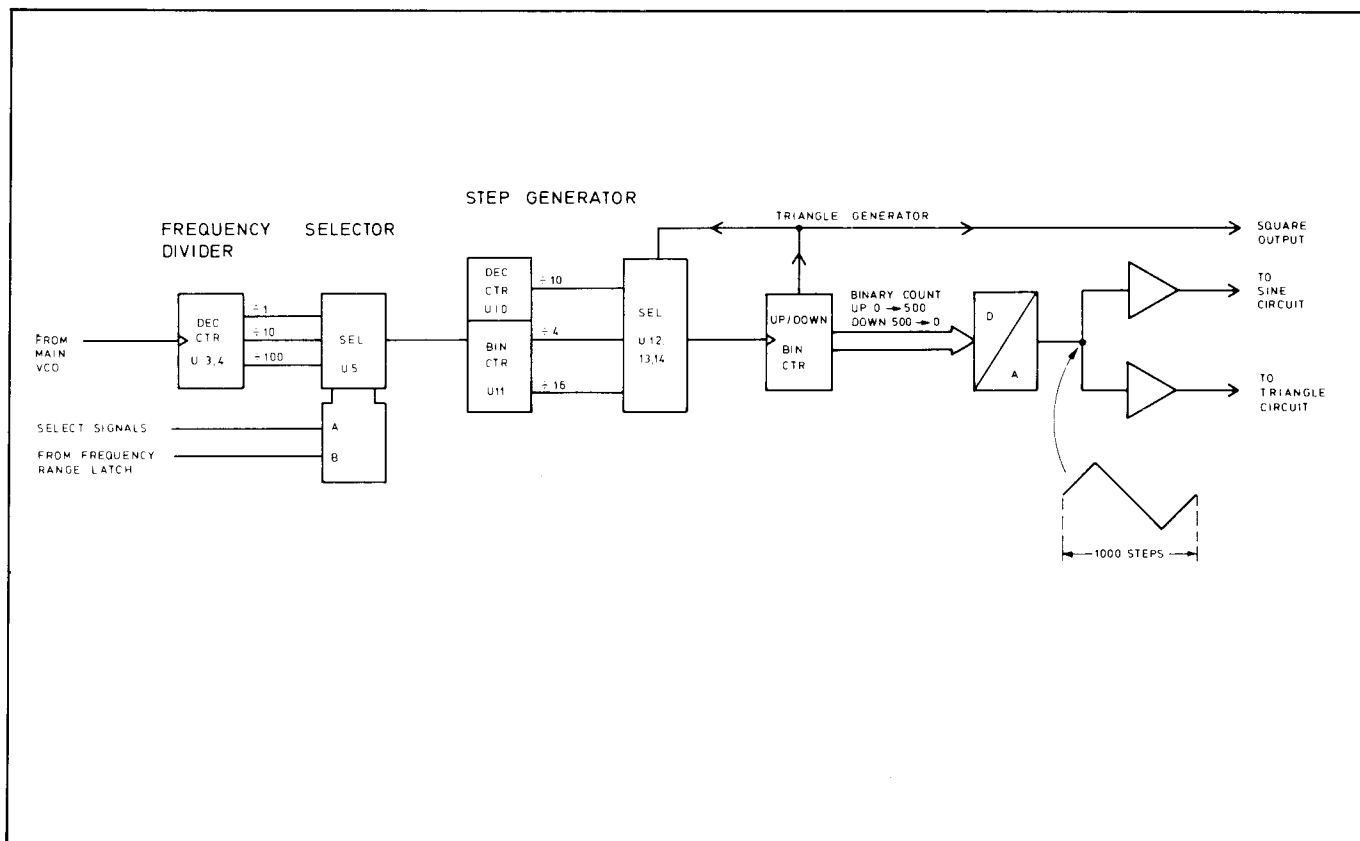 STEP GENERATOR
FREQUENCY SELECTOR
DIVIDER
TRIANGLE GENERATOR
SQUARE
OUTPUT
FROM
MAIN
VCO
DEC
CTR
U 3,4
÷1
÷10
÷100
SEL
U5
SELECT SIGNALS
FROM FREQUENCY
RANGE LATCH
A
B
DEC
CTR
U10
BIN
CTR
U11
÷10
÷4
÷16
SEL
U12,
13,14
UP/DOWN
BIN
CTR
BINARY COUNT
UP 0→500
DOWN 500→0
D
A
TO
SINE
CIRCUIT
TO
TRIANGLE
CIRCUIT
1000 STEPS